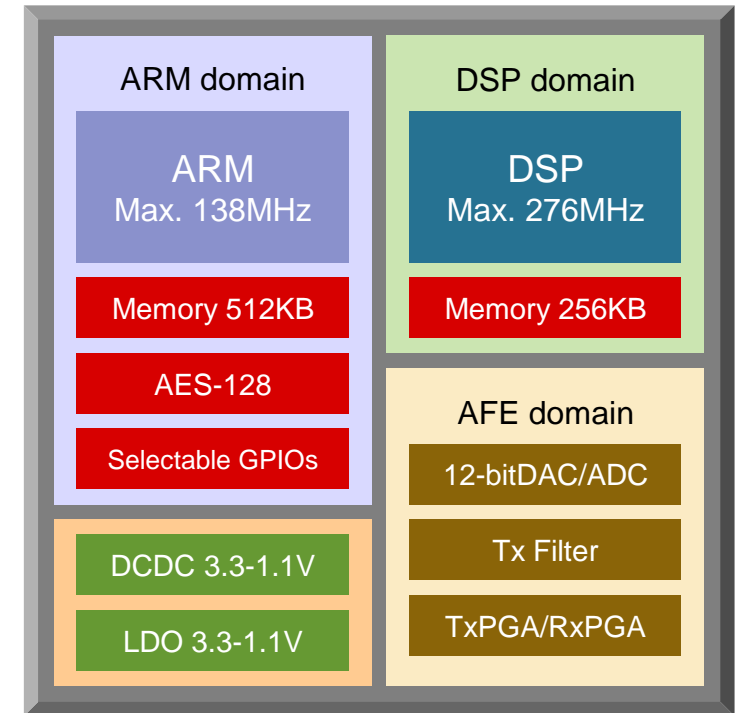 ARM domain
ARM
Max. 138MHz
Memory 512KB
AES-128
Selectable GPIOs
DCDC 3.3-1.1V
LDO 3.3-1.1V
DSP domain
DSP
Max. 276MHz
Memory 256KB
AFE domain
12-bitDAC/ADC
Tx Filter
TxPGA/RxPGA